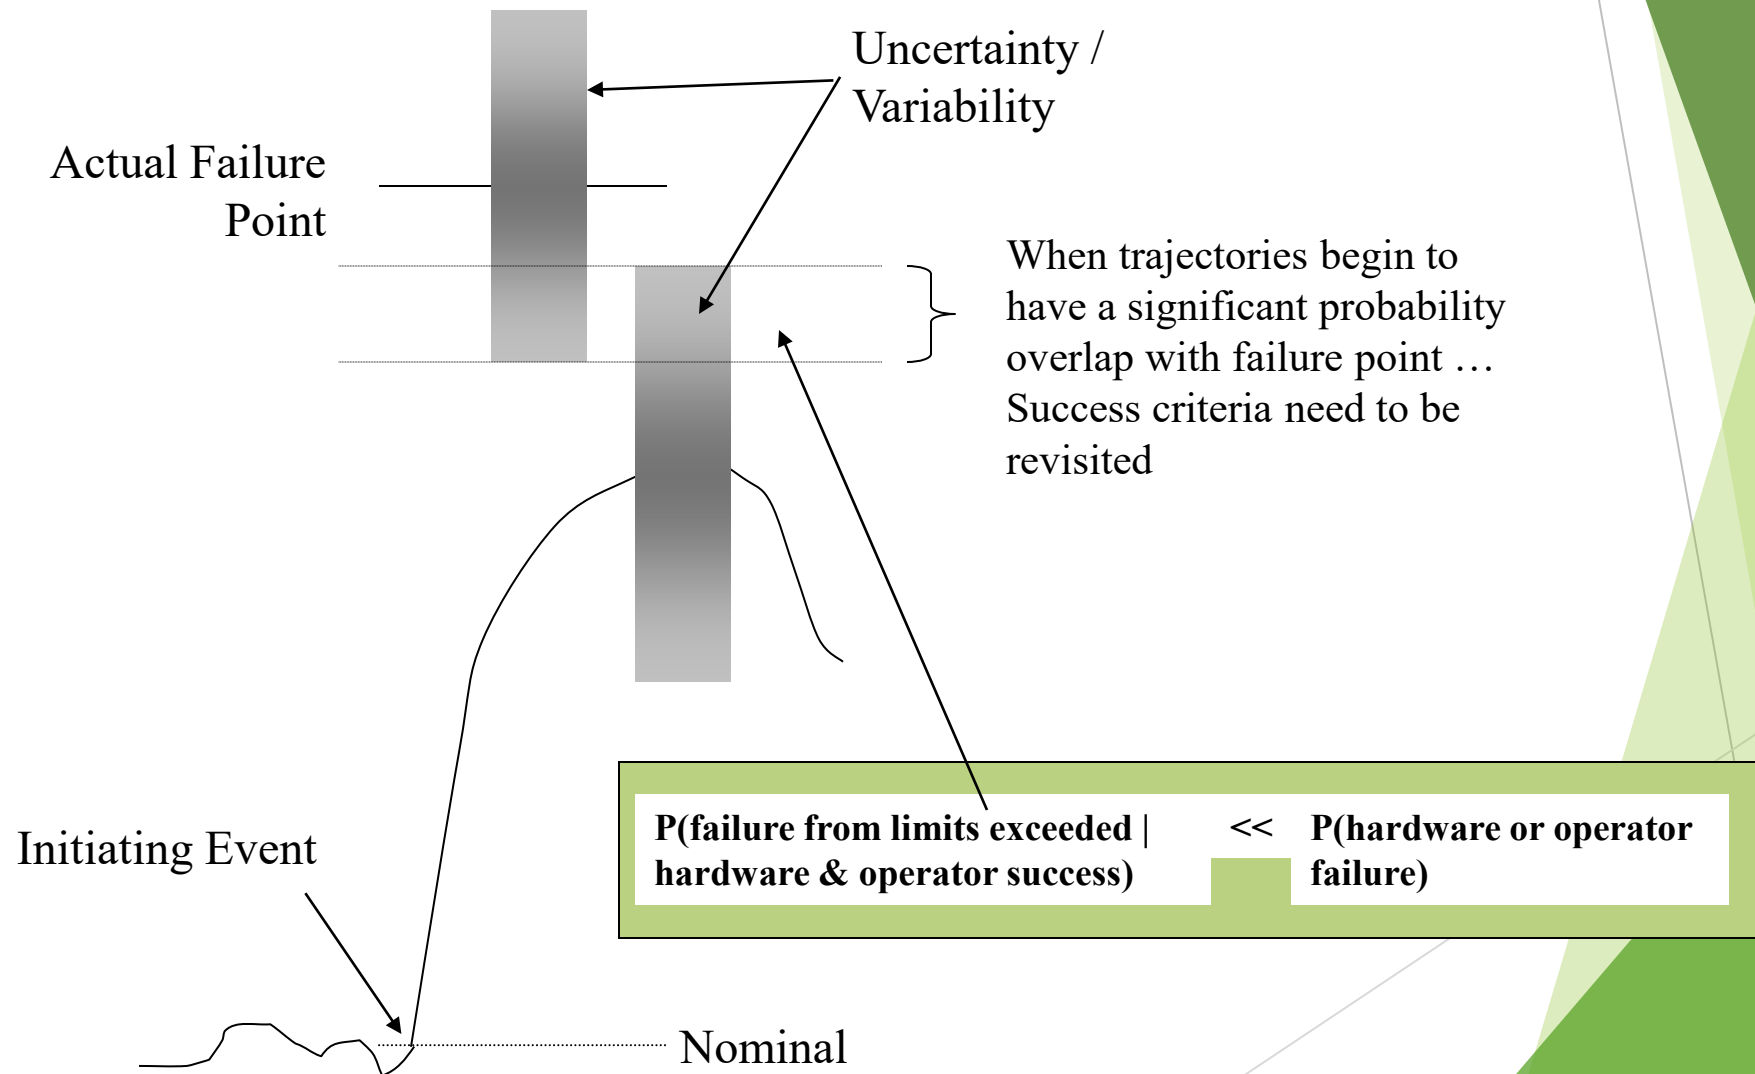 Uncertainty /
Variability
Actual Failure
Point
When trajectories begin to
have a significant probability
overlap with failure point …
Success criteria need to be
revisited
P(failure from limits exceeded |
hardware & operator success)
<<
P(hardware or operator
failure)
Initiating Event
Nominal